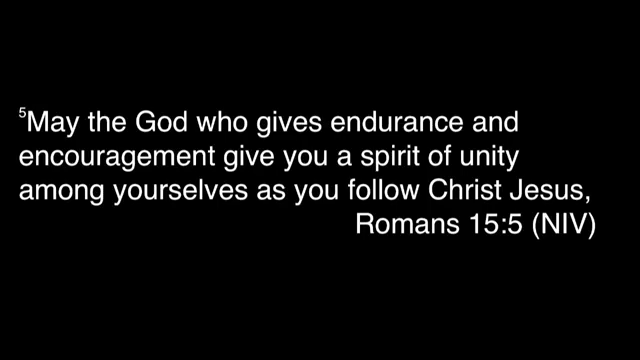 ⁵May the God who gives endurance and
encouragement give you a spirit of unity
among yourselves as you follow Christ Jesus,
Romans 15:5 (NIV)